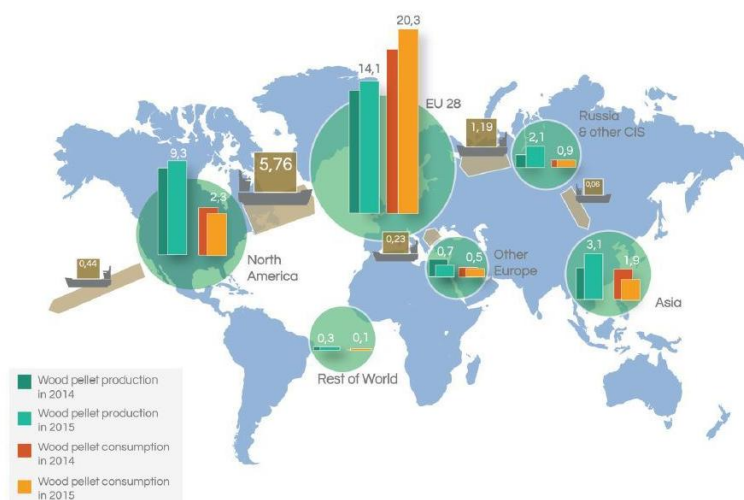 20,3
14,1
EU 28
1,19
Russia
& other CIS
2,1
0,9
9,3
5,76
2,3
0,06
0,44
North
America
0,23
0,7
0,5
Other
Europe
3,1
1,9
Asia
0,3
0,1
Rest of World
Wood pellet production
in 2014
Wood pellet production
in 2015
Wood pellet consumption
in 2014
Wood pellet consumption
in 2015